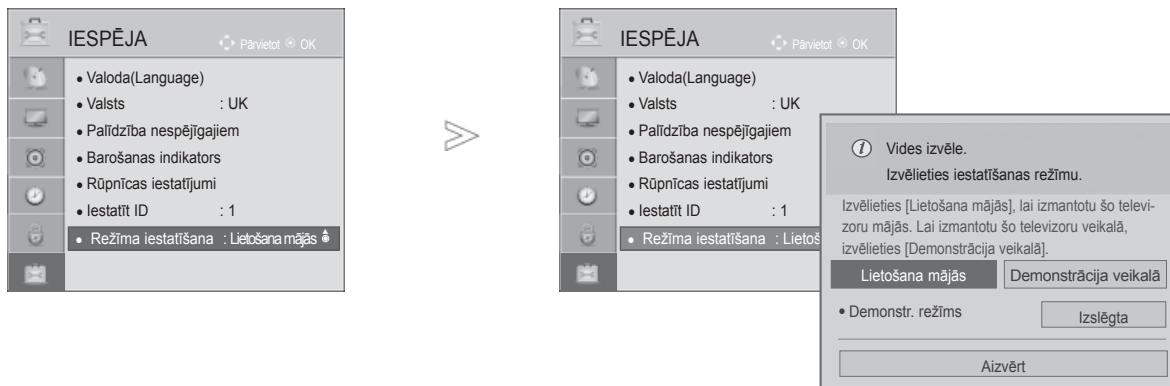 IESPĒJA
Pārvietot OK
• Valoda(Language)
• Valsts : UK
• Palīdzība nespējīgajiem
• Barošanas indikators
• Rūpnīcas iestatījumi
• Iestatīt ID : 1
• Režīma iestatīšana : Lietošana mājās
IESPĒJA
Pārvietot OK
• Valoda(Language)
• Valsts : UK
• Palīdzība nespējīgajiem
• Barošanas indikators
• Rūpnīcas iestatījumi
• Iestatīt ID : 1
• Režīma iestatīšana : Lietoš
Vides izvēle.
Izvēlieties iestatīšanas režīmu.
Izvēlieties [Lietošana mājās], lai izmantotu šo televi-
zoru mājās. Lai izmantotu šo televizoru veikalā,
izvēlieties [Demonstrācija veikalā].
Lietošana mājās
Demonstrācija veikalā
• Demonstr. režīms
Izslēgta
Aizvērt